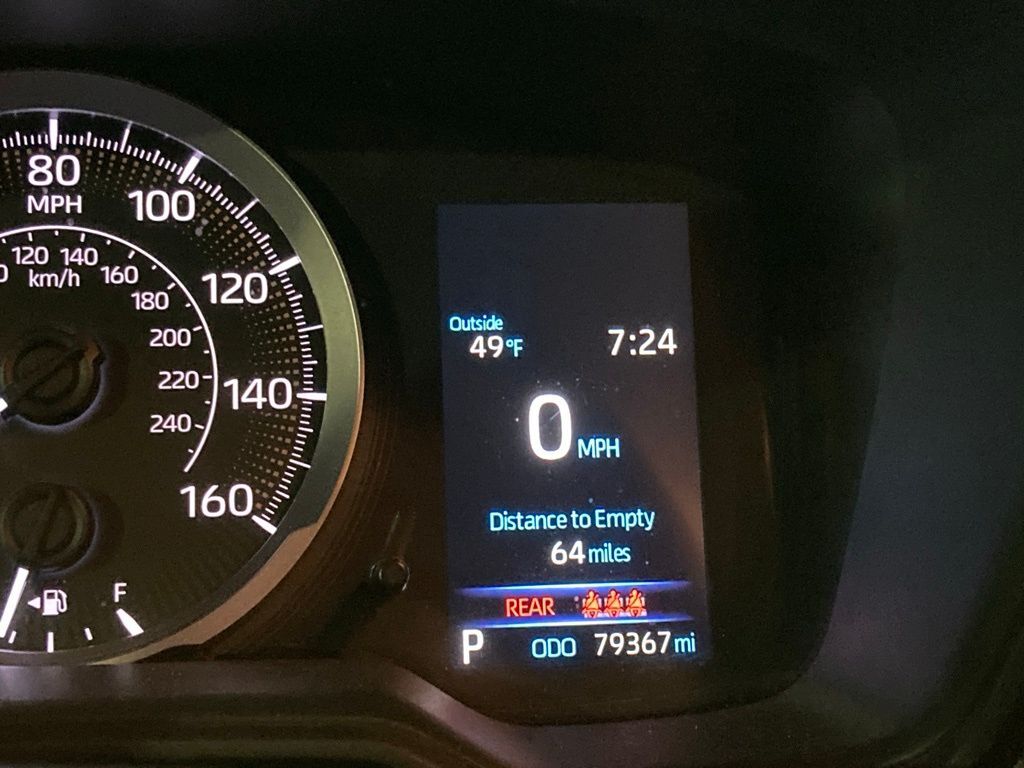 80
MPH
100
120
140
160
120 140 160
km/h
180
200
220
240
F
Outside
49°F
7:24
0 MPH
Distance to Empty
64 miles
REAR
P ODO 79367 mi